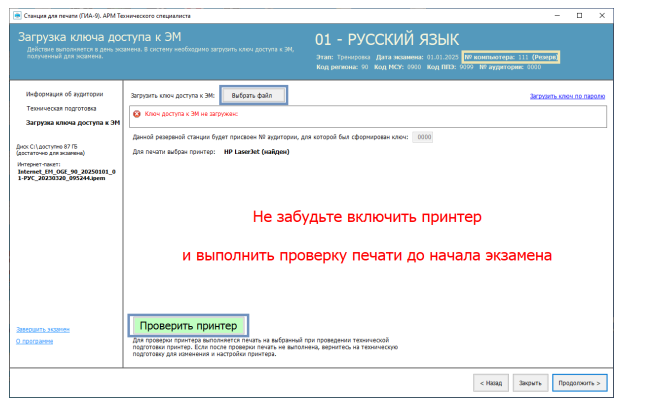 Станция для печати (ГИА-9). АРМ Технического специалиста
Загрузка ключа доступа к ЭМ
Действие выполняется в день экзамена. В систему необходимо загрузить ключ доступа к ЭМ,
полученный для экзамена.
01 - РУССКИЙ ЯЗЫК
Этап: Тренировка Дата экзамена: 01.01.2025 № компьютера: 111 (Резерв)
Код региона: 90 Код МСУ: 0900 Код ППЭ: 9099 № аудитории: 0000
Информация об аудитории
Техническая подготовка
Загрузка ключа доступа к ЭМ
Диск C:\ доступно 87 ГБ
(достаточно для экзамена)
Интернет-пакет:
Internet_EM_OGE_90_20250101_0
1-РУС_20230320_095244.ipem
Завершить экзамен
О программе
Загрузить ключ доступа к ЭМ:
Выбрать файл
Загрузить ключ по паролю
Ключ доступа к ЭМ не загружен:
Данной резервной станции будет присвоен № аудитории, для которой был сформирован ключ: 0000
Для печати выбран принтер: HP LaserJet (найден)
Не забудьте включить принтер
и выполнить проверку печати до начала экзамена
Проверить принтер
Для проверки принтера выполняется печать на выбранный при проведении технической
подготовки принтер. Если после проверки печать не выполнена, вернитесь на техническую
подготовку для изменения и настройки принтера.
< Назад
Закрыть
Продолжить >